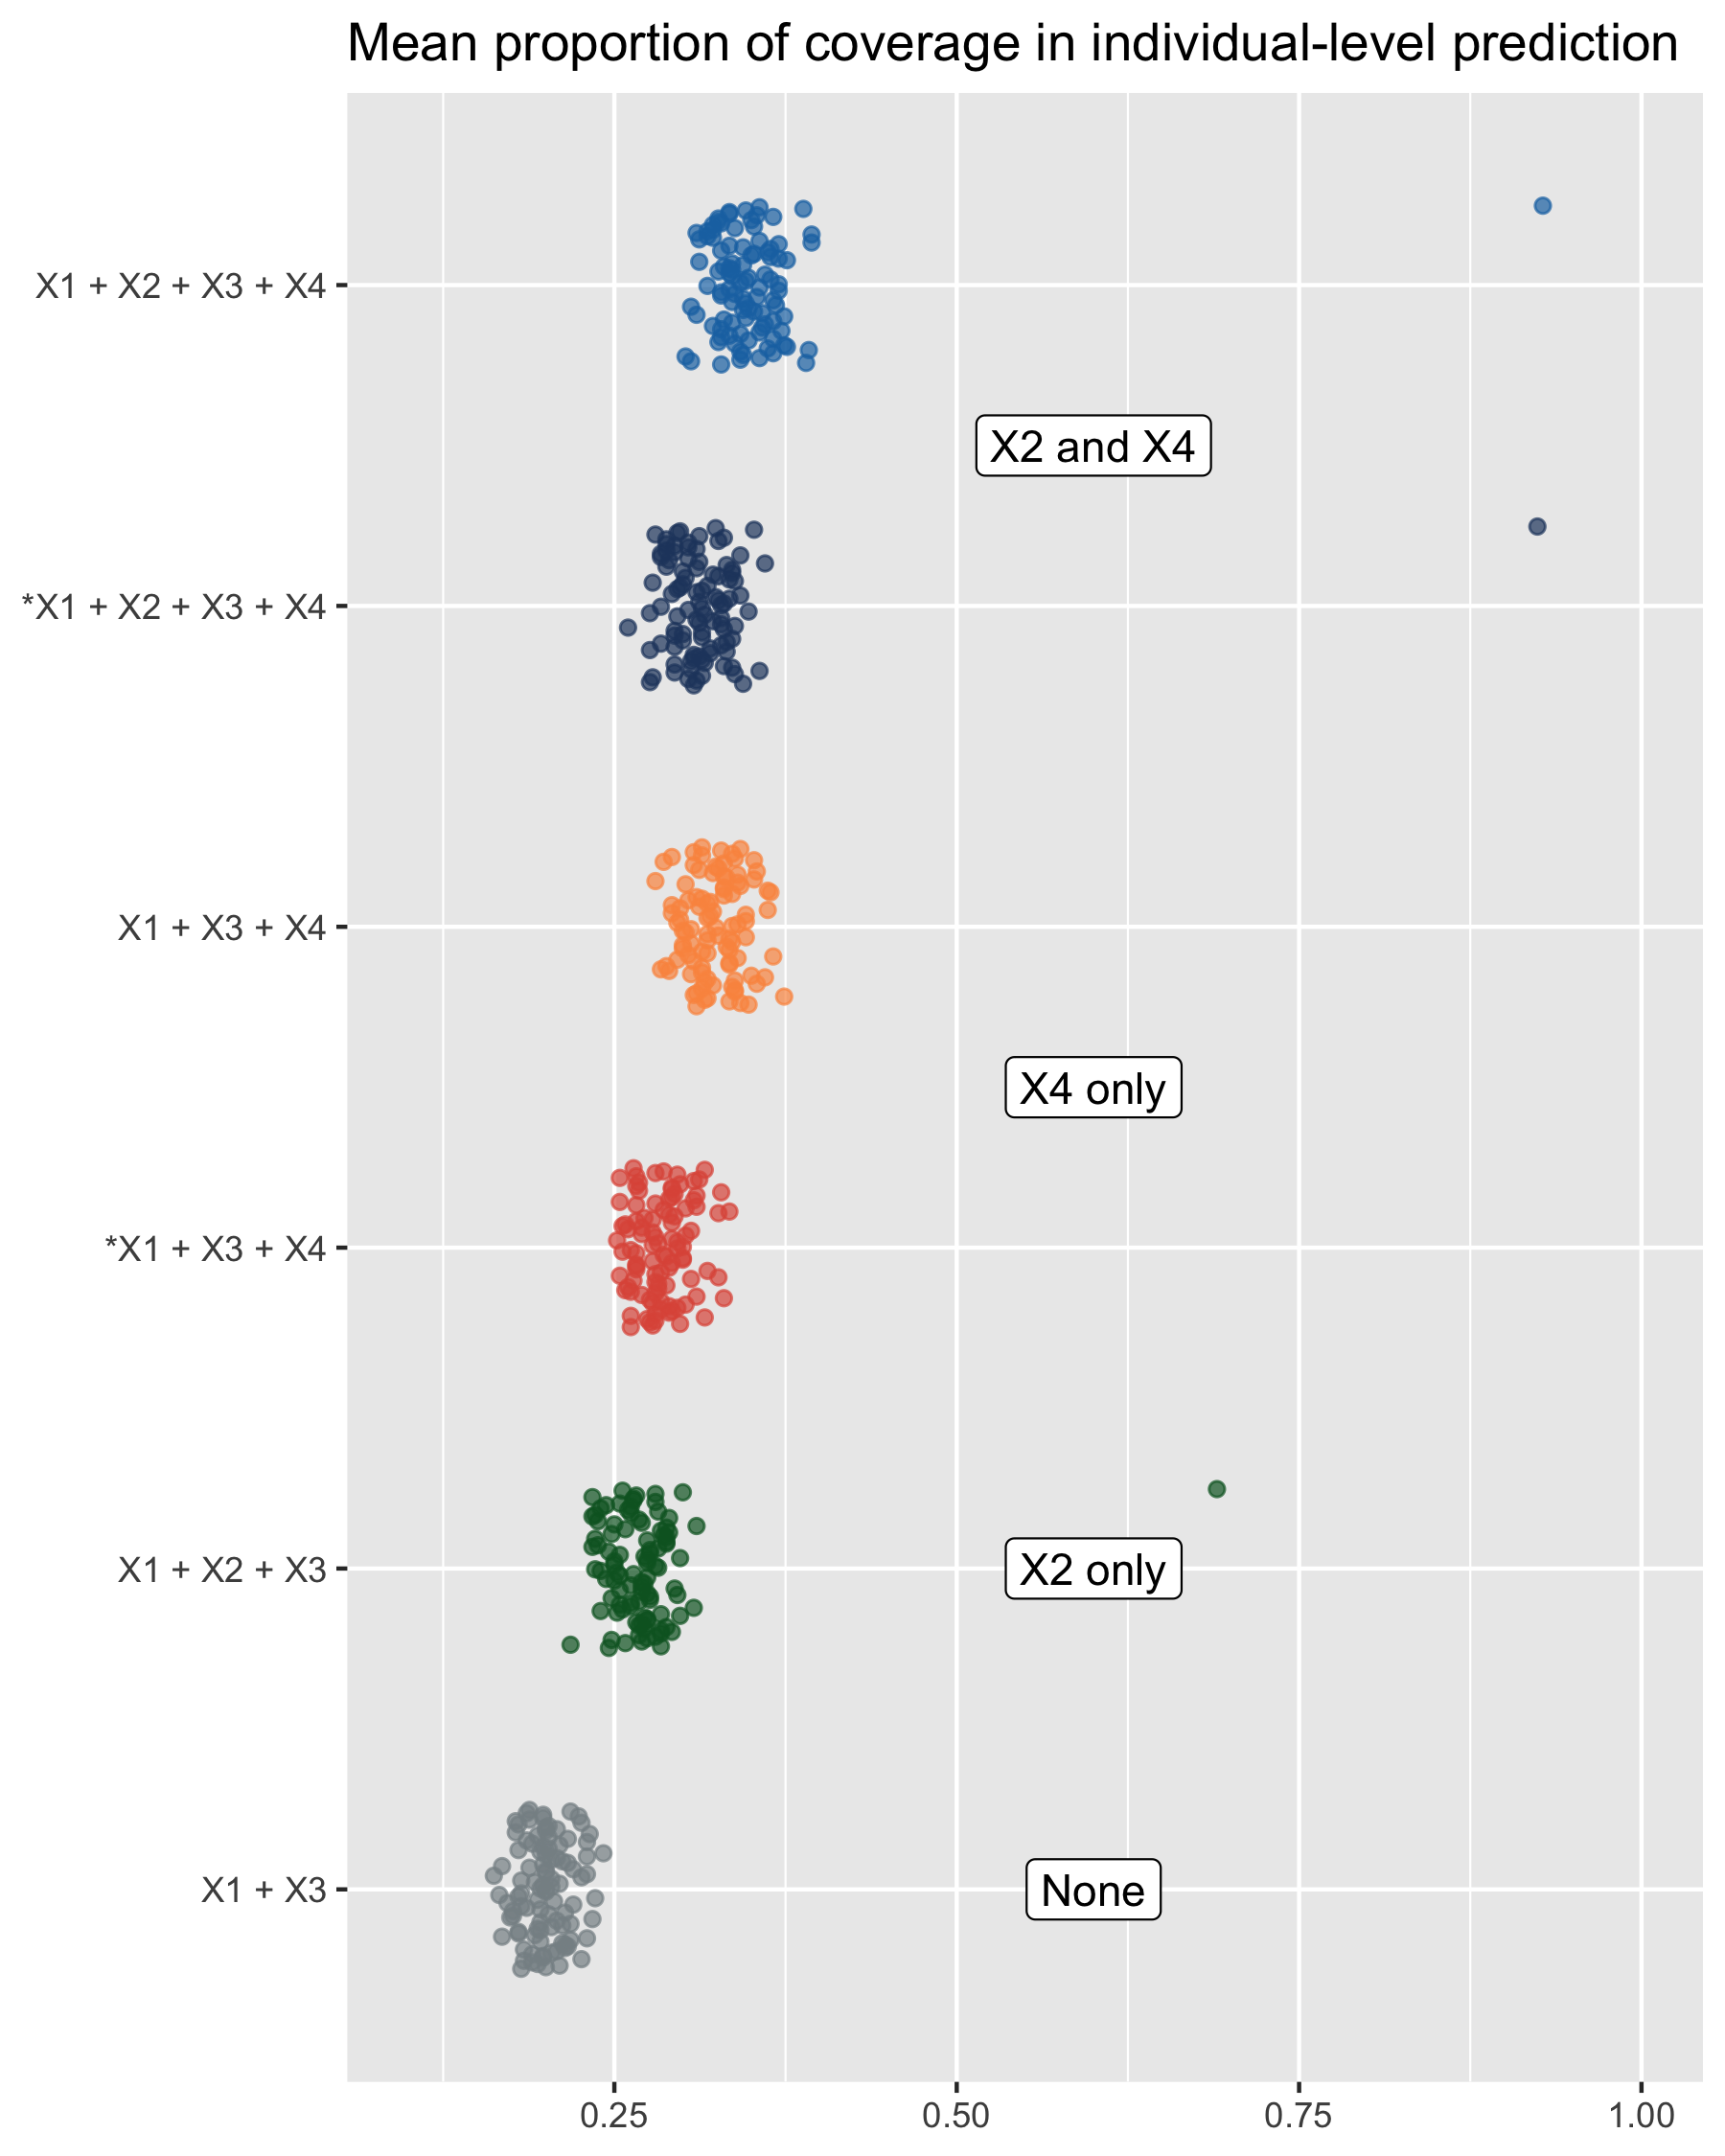 Mean proportion of coverage in individual-level prediction
X1 + X2 + X3 + X4
X2 and X4
*X1 + X2 + X3 + X4
X1 + X3 + X4
X4 only
*X1 + X3 + X4
X1 + X2 + X3
X2 only
X1 + X3
None
0.25 0.50 0.75 1.00